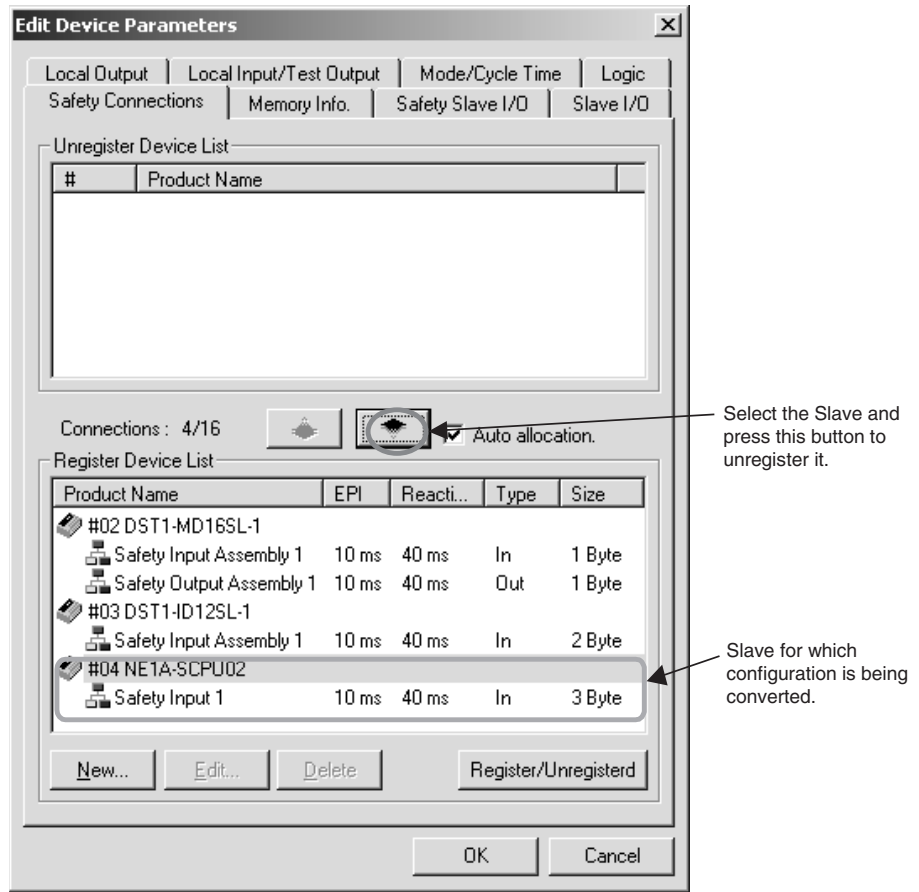 Edit Device Parameters
Local Output Local Input/Test Output Mode/Cycle Time Logic
Safety Connections Memory Info. Safety Slave I/O Slave I/O
Unregister Device List
# Product Name
Connections : 4/16 Auto allocation.
Select the Slave and
press this button to
unregister it.
Register Device List
Product Name EPI Reacti... Type Size
#02 DST1-MD16SL-1
Safety Input Assembly 1 10 ms 40 ms In 1 Byte
Safety Output Assembly 1 10 ms 40 ms Out 1 Byte
#03 DST1-ID12SL-1
Safety Input Assembly 1 10 ms 40 ms In 2 Byte
#04 NE1A-SCPU02
Safety Input 1 10 ms 40 ms In 3 Byte
Slave for which
configuration is being
converted.
New... Edit... Delete Register/Unregisterd
OK Cancel